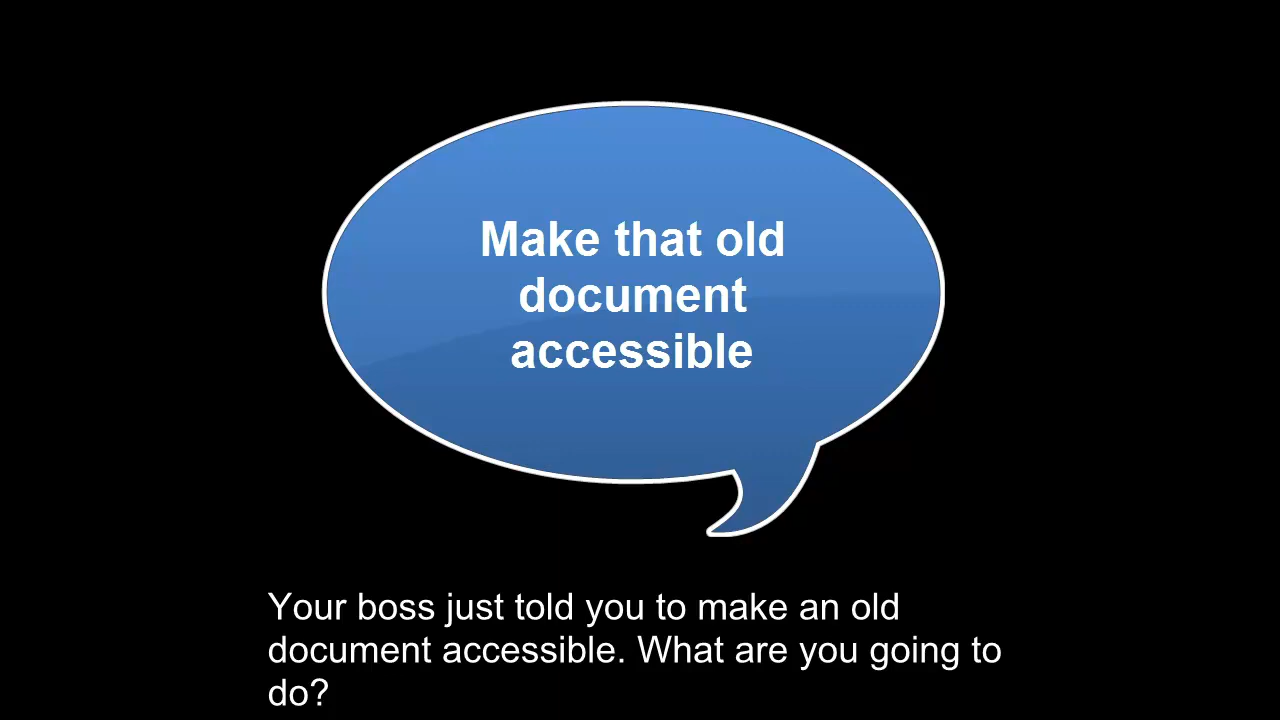 Make that old
document
accessible
Your boss just told you to make an old
document accessible. What are you going to
do?